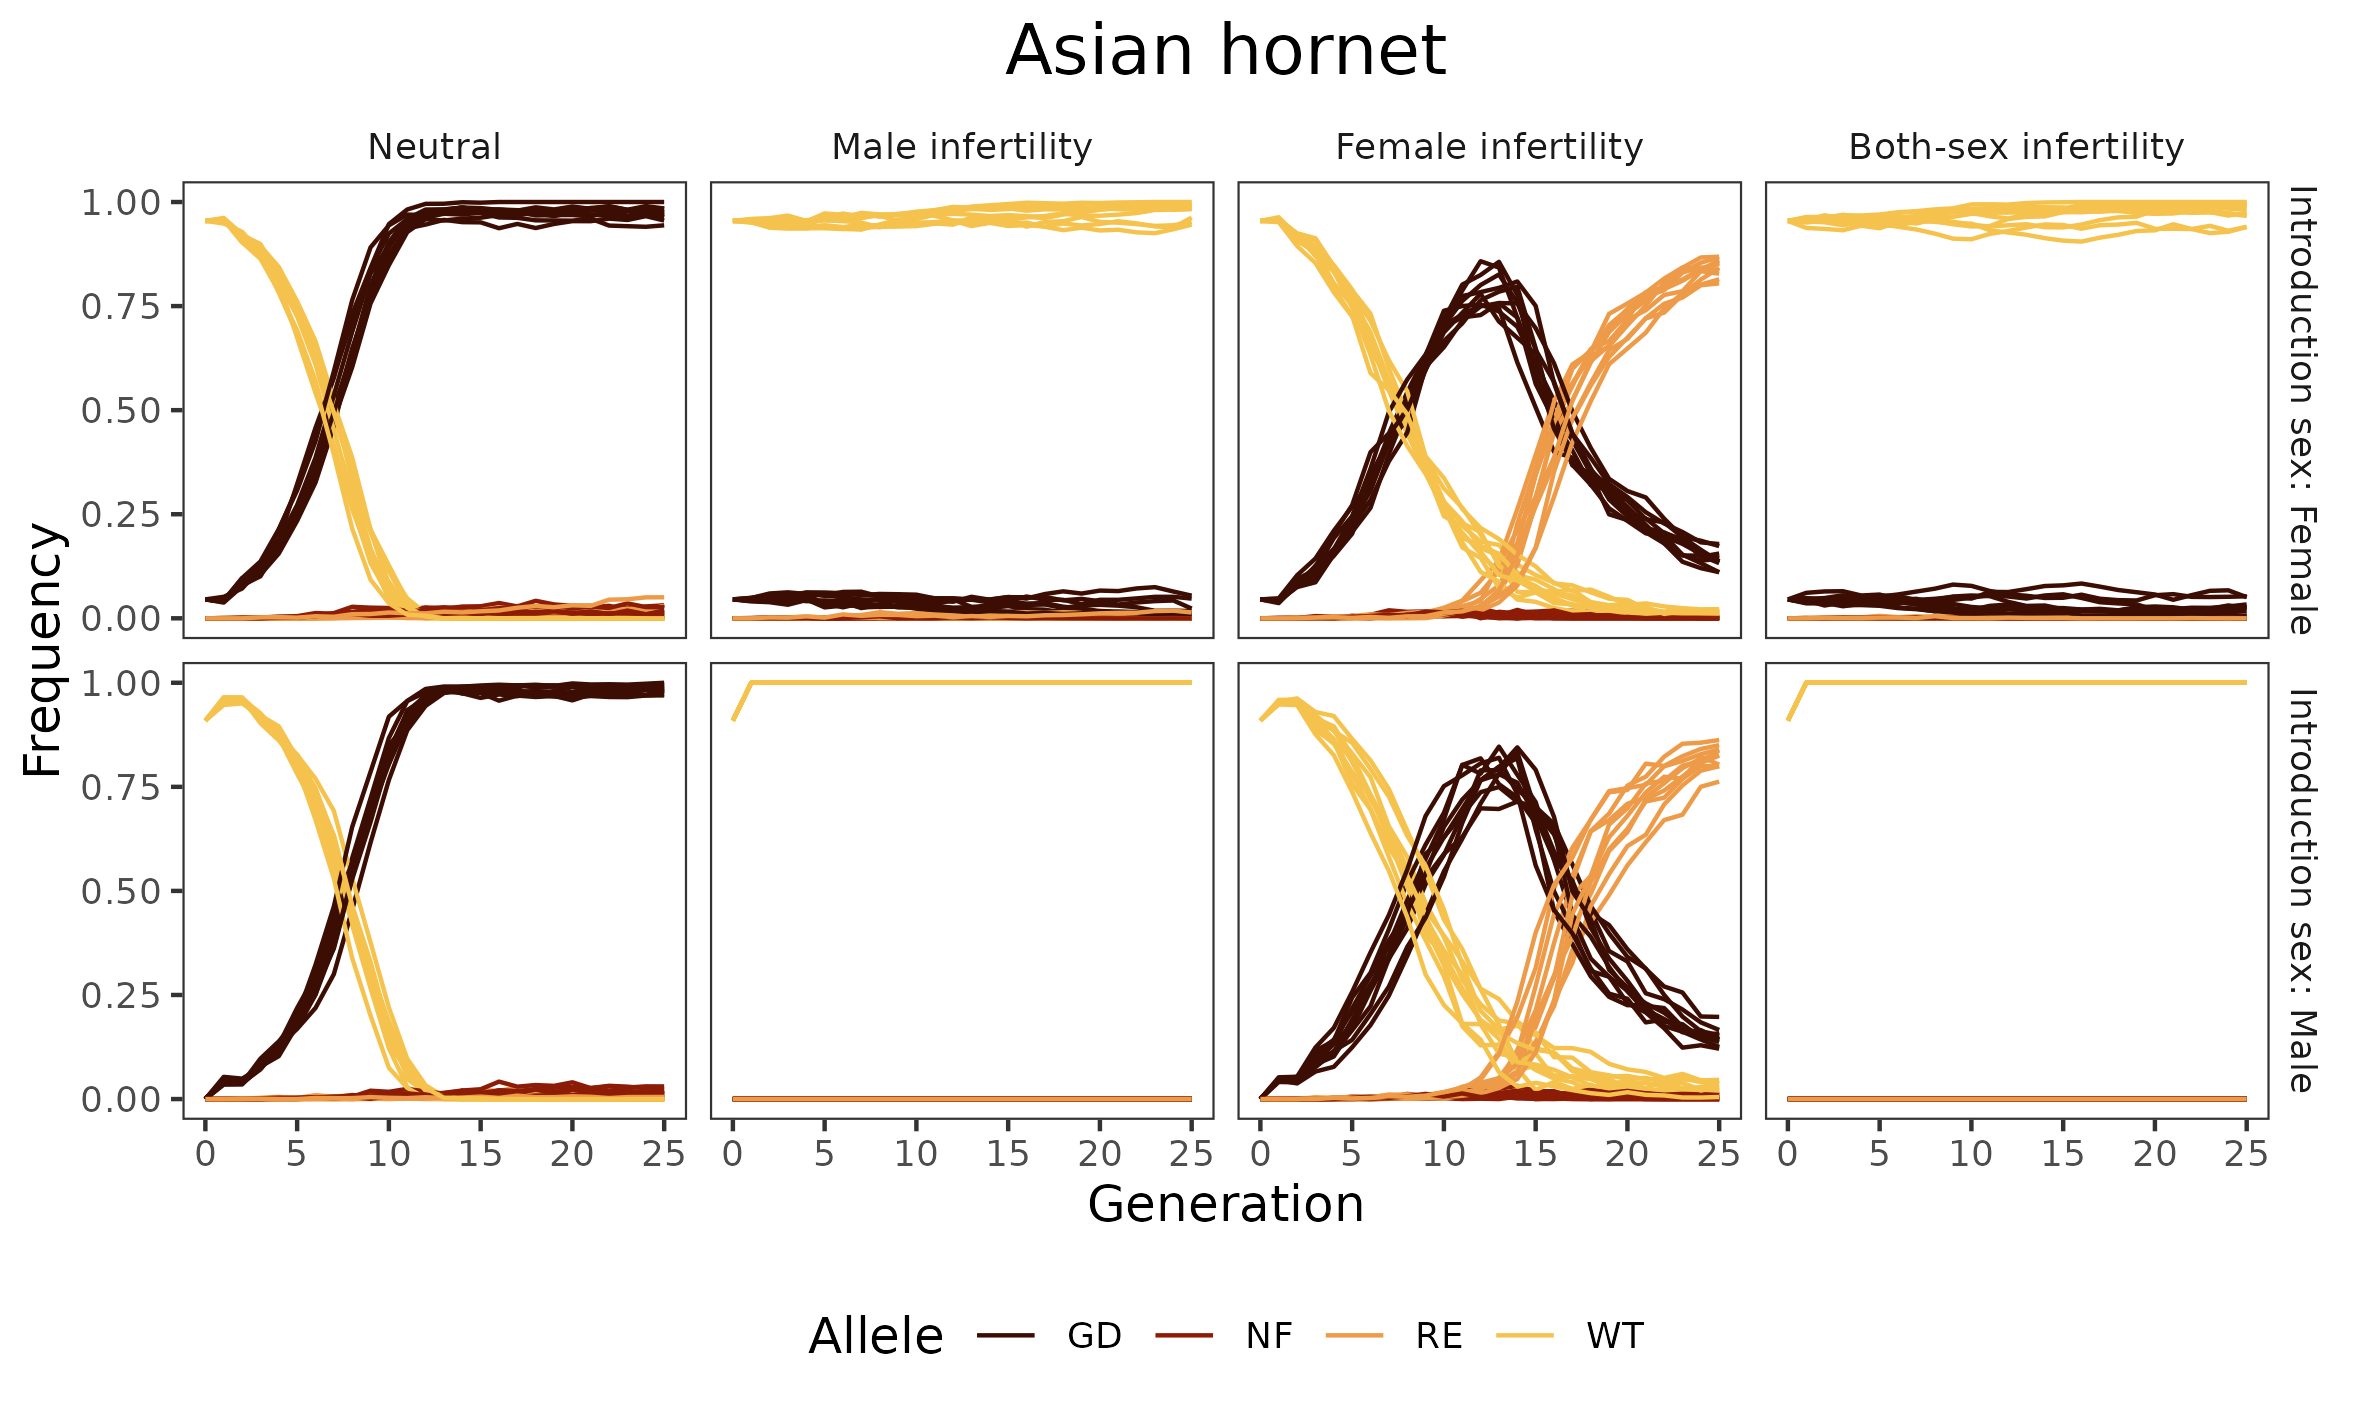 Asian hornet
Neutral
Male infertility
Female infertility
Both-sex infertility
Frequency
1.00
0.75
0.50
0.25
0.00
Introduction sex: Female
1.00
0.75
0.50
0.25
0.00
Introduction sex: Male
0 5 10 15 20 25
0 5 10 15 20 25
0 5 10 15 20 25
0 5 10 15 20 25
Generation
Allele GD NF RE WT